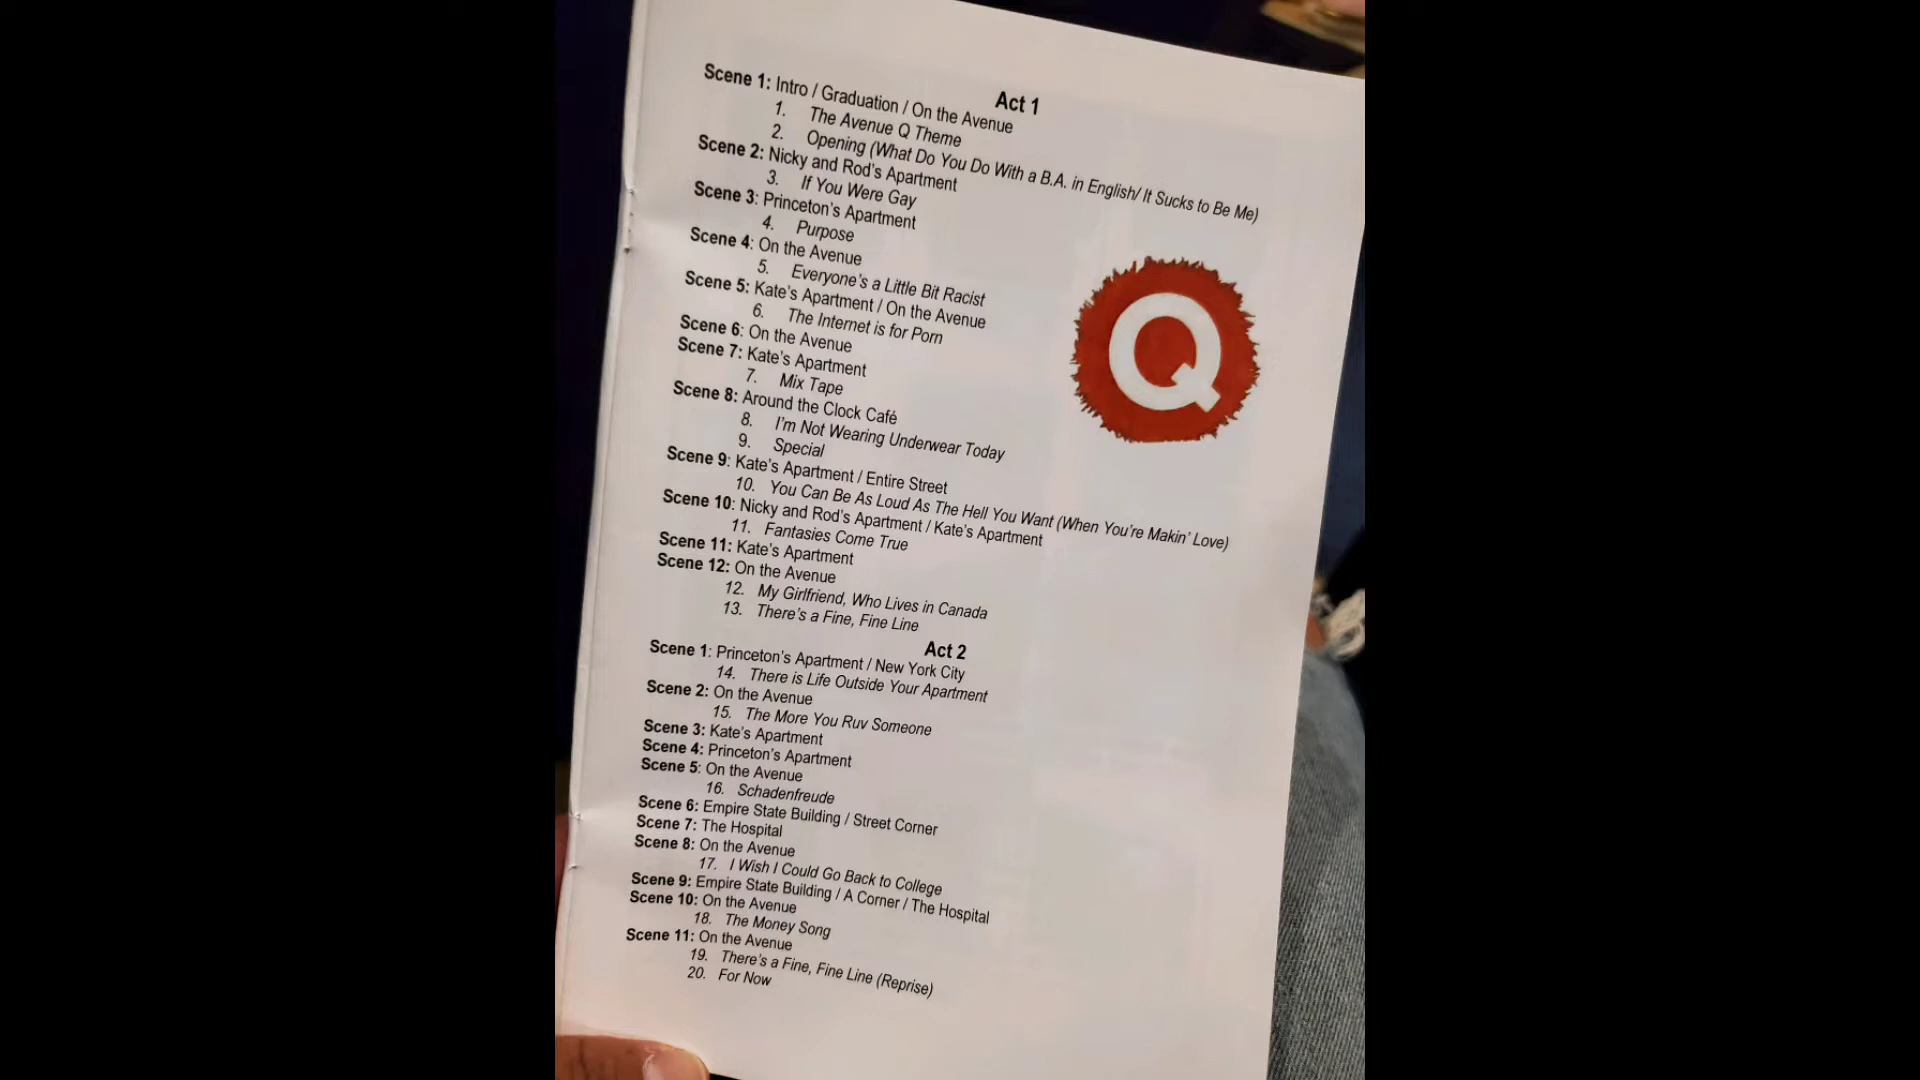 Act 1
Scene 1: Intro / Graduation / On the Avenue
1. The Avenue Q Theme
2. Opening (What Do You Do With a B.A. in English/ It Sucks to Be Me)
Scene 2: Nicky and Rod's Apartment
3. If You Were Gay
Scene 3: Princeton's Apartment
4. Purpose
Scene 4: On the Avenue
5. Everyone's a Little Bit Racist
Scene 5: Kate's Apartment / On the Avenue
6. The Internet is for Porn
Scene 6: On the Avenue
Scene 7: Kate's Apartment
7. Mix Tape
Scene 8: Around the Clock Café
8. I'm Not Wearing Underwear Today
9. Special
Scene 9: Kate's Apartment / Entire Street
10. You Can Be As Loud As The Hell You Want (When You're Makin' Love)
Scene 10: Nicky and Rod's Apartment / Kate's Apartment
11. Fantasies Come True
Scene 11: Kate's Apartment
Scene 12: On the Avenue
12. My Girlfriend, Who Lives in Canada
13. There's a Fine, Fine Line
Q
Act 2
Scene 1: Princeton's Apartment / New York City
14. There is Life Outside Your Apartment
Scene 2: On the Avenue
15. The More You Ruv Someone
Scene 3: Kate's Apartment
Scene 4: Princeton's Apartment
Scene 5: On the Avenue
16. Schadenfreude
Scene 6: Empire State Building / Street Corner
Scene 7: The Hospital
Scene 8: On the Avenue
17. I Wish I Could Go Back to College
Scene 9: Empire State Building / A Corner / The Hospital
Scene 10: On the Avenue
18. The Money Song
Scene 11: On the Avenue
19. There's a Fine, Fine Line (Reprise)
20. For Now